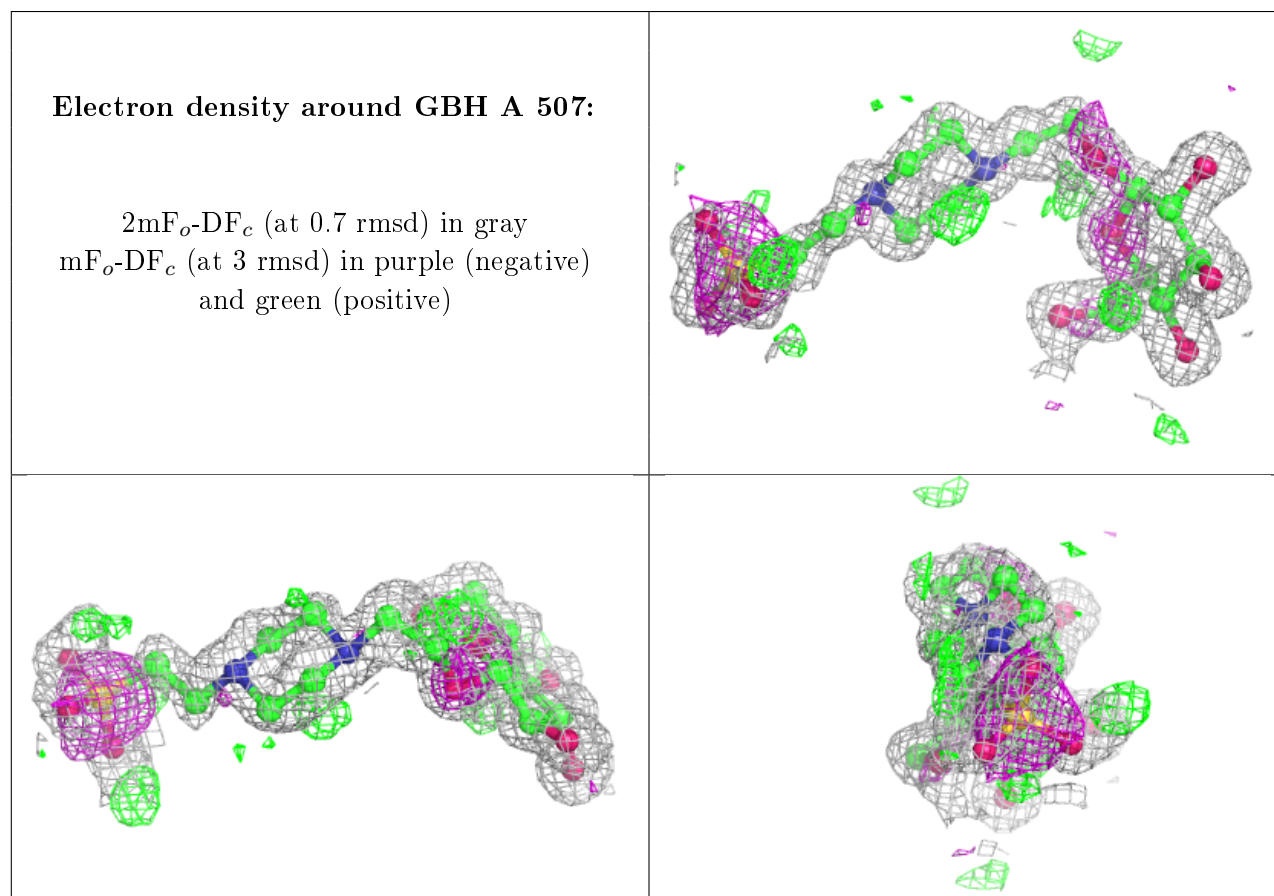 Electron density around GBH A 507:
2mFₒ-DF𝒸 (at 0.7 rmsd) in gray
mFₒ-DF𝒸 (at 3 rmsd) in purple (negative)
and green (positive)